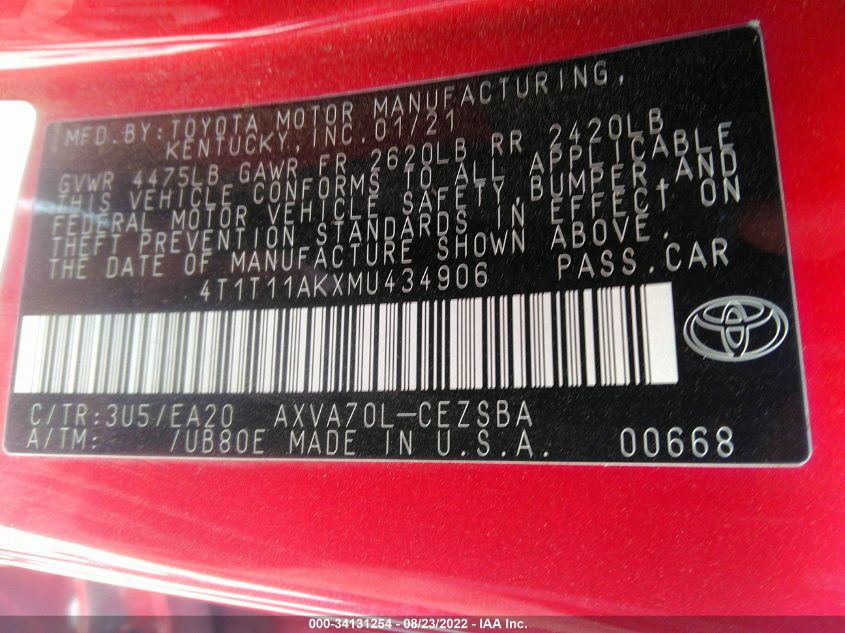 MFD.BY:TOYOTA MOTOR MANUFACTURING,
KENTUCKY,INC.01/21
GVWR 4475LB GAWR FR 2620LB RR 2420LB
THIS VEHICLE CONFORMS TO ALL APPLICABLE
FEDERAL MOTOR VEHICLE SAFETY,BUMPER,AND
THEFT PREVENTION STANDARDS IN EFFECT ON
THE DATE OF MANUFACTURE SHOWN ABOVE.
4T1T11AKXMU434906 PASS.CAR
C/TR:3U5/EA20 AXVA70L-CEZSBA
A/TM: /UB80E MADE IN U.S.A. 00668
000-34131254 - 08/23/2022 - IAA Inc.